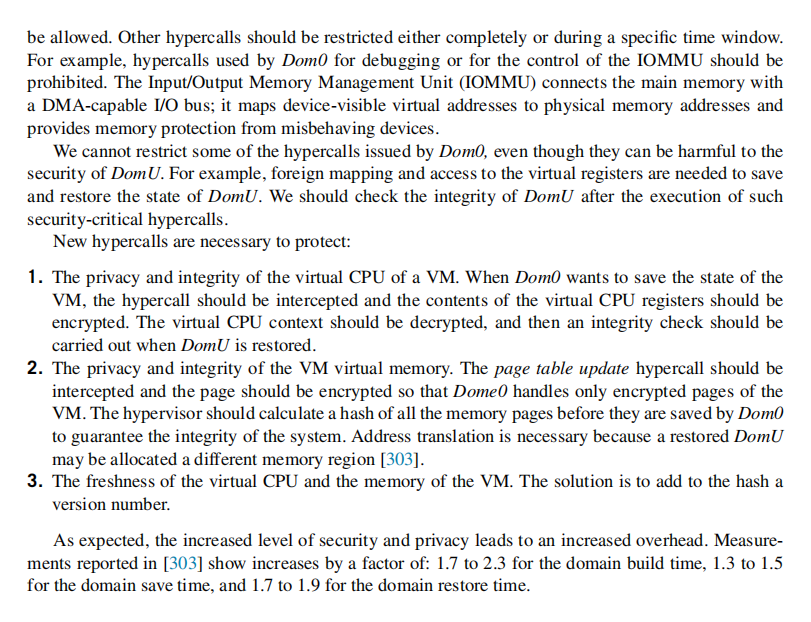 be allowed. Other hypercalls should be restricted either completely or during a specific time window.
For example, hypercalls used by Dom0 for debugging or for the control of the IOMMU should be
prohibited. The Input/Output Memory Management Unit (IOMMU) connects the main memory with
a DMA-capable I/O bus; it maps device-visible virtual addresses to physical memory addresses and
provides memory protection from misbehaving devices.
We cannot restrict some of the hypercalls issued by Dom0, even though they can be harmful to the
security of DomU. For example, foreign mapping and access to the virtual registers are needed to save
and restore the state of DomU. We should check the integrity of DomU after the execution of such
security-critical hypercalls.
New hypercalls are necessary to protect:
1. The privacy and integrity of the virtual CPU of a VM. When Dom0 wants to save the state of the
VM, the hypercall should be intercepted and the contents of the virtual CPU registers should be
encrypted. The virtual CPU context should be decrypted, and then an integrity check should be
carried out when DomU is restored.
2. The privacy and integrity of the VM virtual memory. The page table update hypercall should be
intercepted and the page should be encrypted so that Dome0 handles only encrypted pages of the
VM. The hypervisor should calculate a hash of all the memory pages before they are saved by Dom0
to guarantee the integrity of the system. Address translation is necessary because a restored DomU
may be allocated a different memory region [303].
3. The freshness of the virtual CPU and the memory of the VM. The solution is to add to the hash a
version number.
As expected, the increased level of security and privacy leads to an increased overhead. Measure-
ments reported in [303] show increases by a factor of: 1.7 to 2.3 for the domain build time, 1.3 to 1.5
for the domain save time, and 1.7 to 1.9 for the domain restore time.